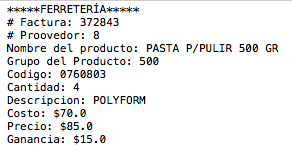 *****FERRETERÍA*****
# Factura: 372843
# Proovedor: 8
Nombre del producto: PASTA P/PULIR 500 GR
Grupo del Producto: 500
Codigo: 0760803
Cantidad: 4
Descripcion: POLYFORM
Costo: $70.0
Precio: $85.0
Ganancia: $15.0